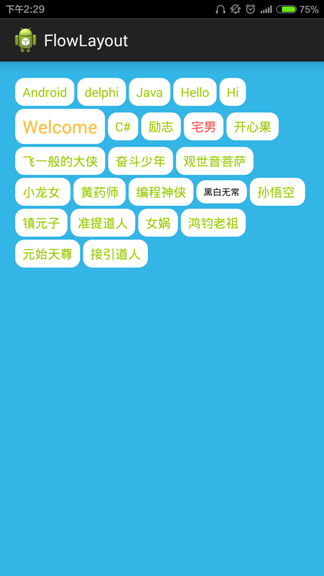 下午2:29 75%
FlowLayout
Android delphi Java Hello Hi
Welcome C# 励志 宅男 开心果
飞一般的大侠 奋斗少年 观世音菩萨
小龙女 黄药师 编程神侠 黑白无常 孙悟空
镇元子 准提道人 女娲 鸿钧老祖
元始天尊 接引道人